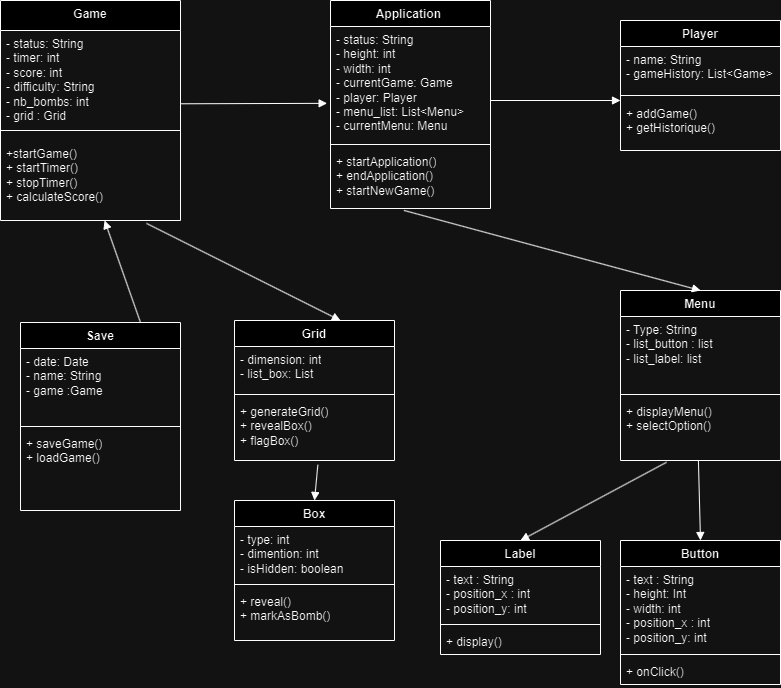 Game
- status: String
- timer: int
- score: int
- difficulty: String
- nb_bombs: int
- grid : Grid
+startGame()
+ startTimer()
+ stopTimer()
+ calculateScore()
Application
- status: String
- height: int
- width: int
- currentGame: Game
- player: Player
- menu_list: List<Menu>
- currentMenu: Menu
+ startApplication()
+ endApplication()
+ startNewGame()
Player
- name: String
- gameHistory: List<Game>
+ addGame()
+ getHistorique()
Save
- date: Date
- name: String
- game :Game
+ saveGame()
+ loadGame()
Grid
- dimension: int
- list_box: List
+ generateGrid()
+ revealBox()
+ flagBox()
Menu
- Type: String
- list_button : list
- list_label: list
+ displayMenu()
+ selectOption()
Box
- type: int
- dimention: int
- isHidden: boolean
+ reveal()
+ markAsBomb()
Label
- text : String
- position_x : int
- position_y: int
+ display()
Button
- text : String
- height: Int
- width: int
- position_x : int
- position_y: int
+ onClick()